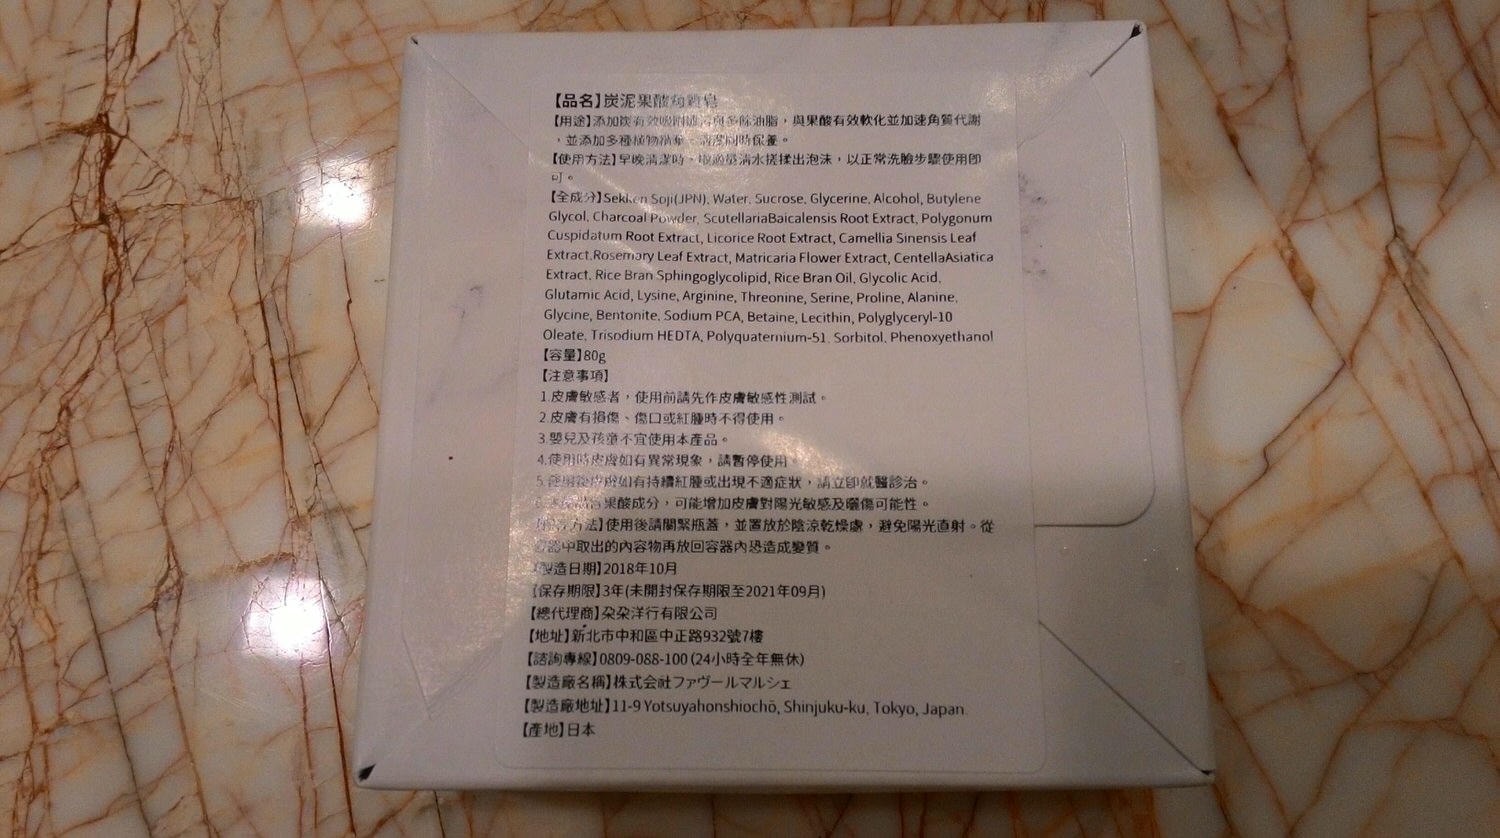 【品名】炭泥果酸角質皂
【用途】添加炭有效吸附 與多餘油脂，與果酸有效軟化並加速角質代謝
，並添加多種植物精華，清潔同時保養。
【使用方法】早晚清潔時，取適量清水搓揉出泡沫，以正常洗臉步驟使用即
可。
【全成分】Sekken Soji(JPN), Water, Sucrose, Glycerine, Alcohol, Butylene
Glycol, Charcoal Powder, ScutellariaBaicalensis Root Extract, Polygonum
Cuspidatum Root Extract, Licorice Root Extract, Camellia Sinensis Leaf
Extract,Rosemary Leaf Extract, Matricaria Flower Extract, CentellaAsiatica
Extract, Rice Bran Sphingoglycolipid, Rice Bran Oil, Glycolic Acid,
Glutamic Acid, Lysine, Arginine, Threonine, Serine, Proline, Alanine,
Glycine, Bentonite, Sodium PCA, Betaine, Lecithin, Polyglyceryl-10
Oleate, Trisodium HEDTA, Polyquaternium-51, Sorbitol, Phenoxyethanol
【容量】80g
【注意事項】
1.皮膚敏感者，使用前請先作皮膚敏感性測試。
2.皮膚有損傷、傷口或紅腫時不得使用。
3.嬰兒及孩童不宜使用本產品。
4.使用時皮膚如有異常現象，請暫停使用。
5.使用後皮膚如有持續紅腫或出現不適症狀，請立即就醫診治。
6.本產品含果酸成分，可能增加皮膚對陽光敏感及曬傷可能性。
【保存方法】使用後請關緊瓶蓋，並置放於陰涼乾燥處，避免陽光直射。從
容器中取出的內容物再放回容器內恐造成變質。
【製造日期】2018年10月
【保存期限】3年(未開封保存期限至2021年09月)
【總代理商】朶朶洋行有限公司
【地址】新北市中和區中正路932號7樓
【諮詢專線】0809-088-100 (24小時全年無休)
【製造廠名稱】株式会社ファヴールマルシェ
【製造廠地址】11-9 Yotsuyahonshiochō, Shinjuku-ku, Tokyo, Japan
【產地】日本